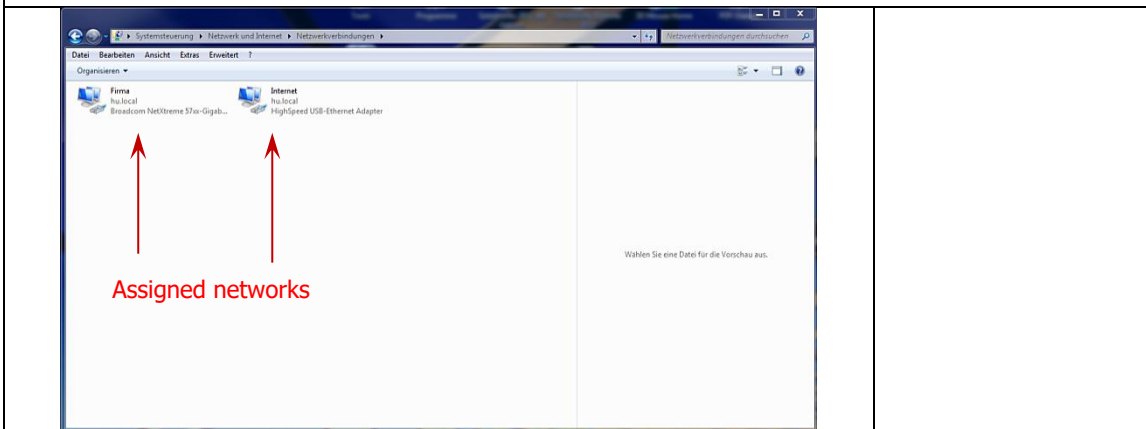 Systemsteuerung ▸ Netzwerk und Internet ▸ Netzwerkverbindungen ▸
Netzwerkverbindungen durchsuchen
Datei Bearbeiten Ansicht Extras Erweitert ?
Organisieren
Firma
hu.local
Broadcom NetXtreme 57xx-Gigab...
Internet
hu.local
HighSpeed USB-Ethernet Adapter
Wählen Sie eine Datei für die Vorschau aus.
Assigned networks